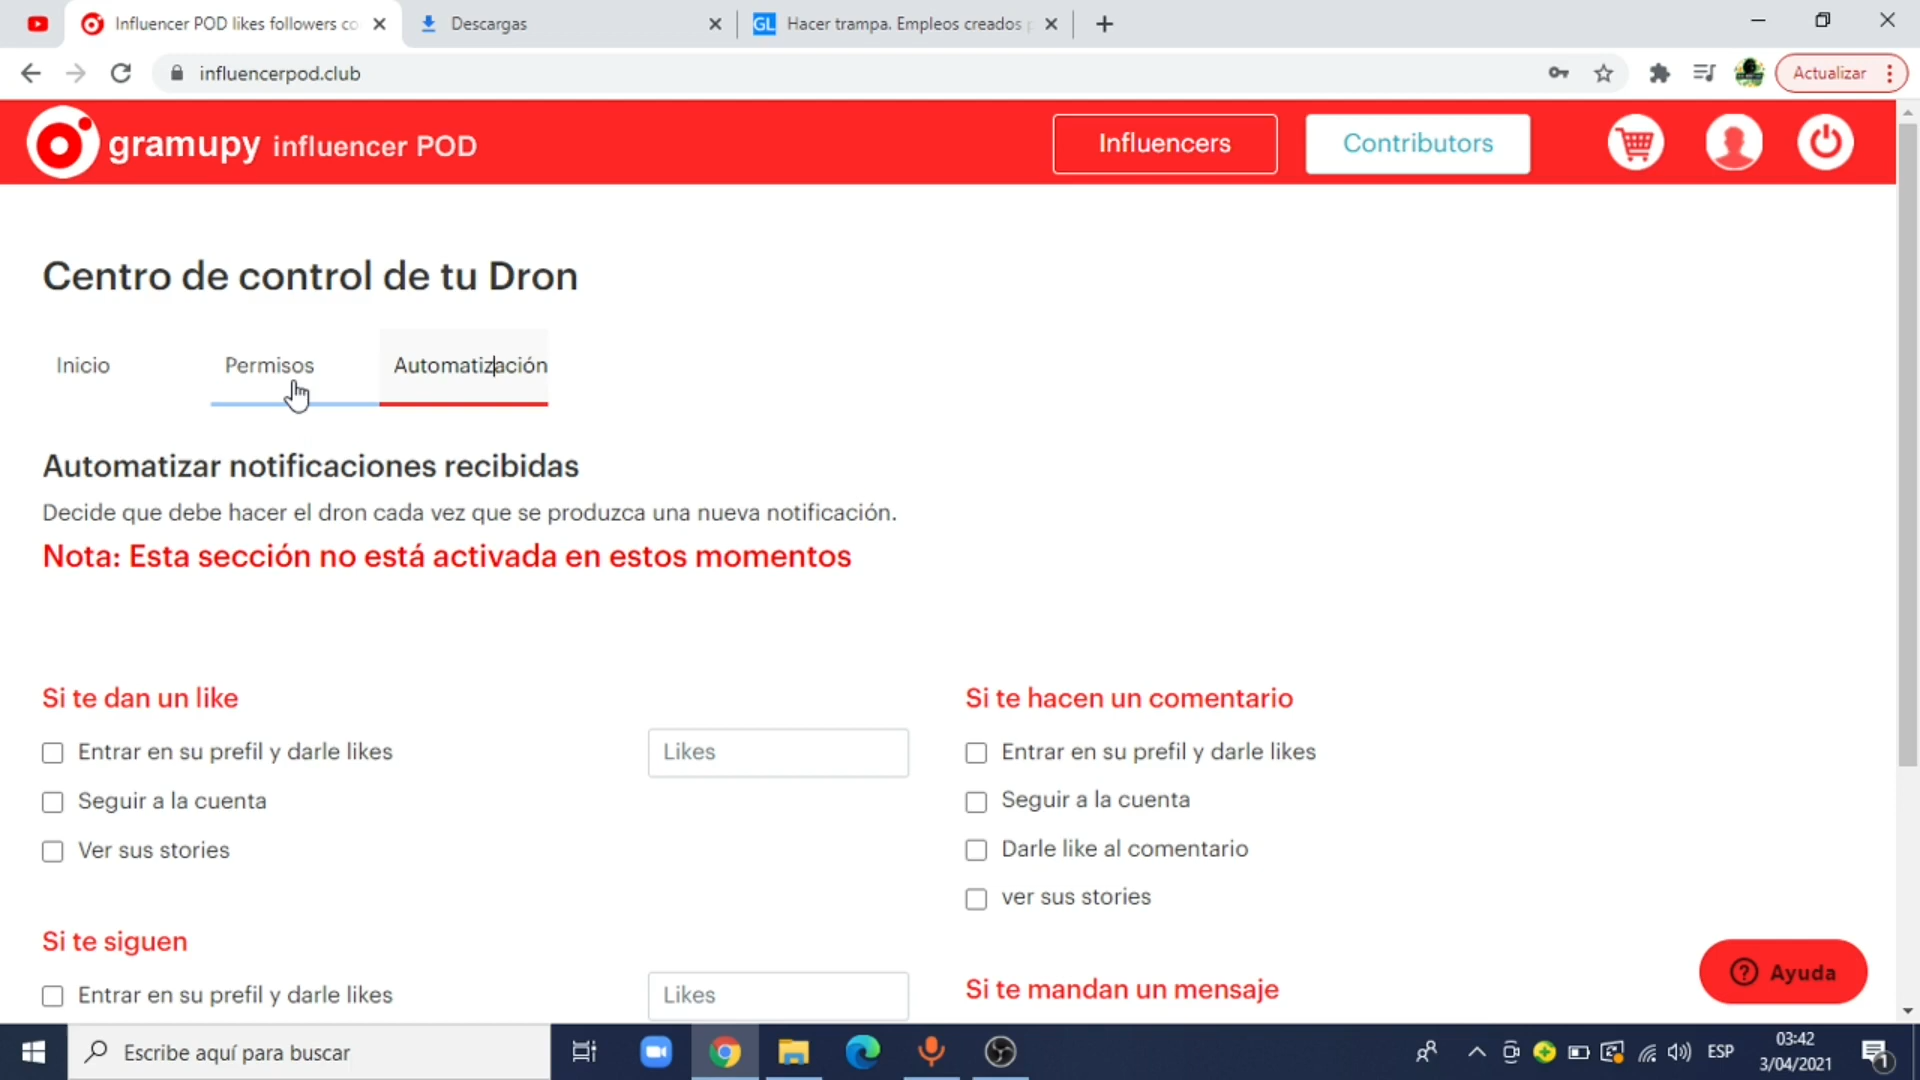 Influencer POD likes followers co
Descargas
GL Hacer trampa. Empleos creados p
influencerpod.club
Actualizar
gramupy influencer POD
Influencers
Contributors
Centro de control de tu Dron
Inicio
Permisos
Automatización
Automatizar notificaciones recibidas
Decide que debe hacer el dron cada vez que se produzca una nueva notificación.
Nota: Esta sección no está activada en estos momentos
Si te dan un like
Entrar en su prefil y darle likes
Likes
Seguir a la cuenta
Ver sus stories
Si te hacen un comentario
Entrar en su prefil y darle likes
Seguir a la cuenta
Darle like al comentario
ver sus stories
Si te siguen
Entrar en su prefil y darle likes
Likes
Si te mandan un mensaje
? Ayuda
Escribe aquí para buscar
ESP
03:42
3/04/2021
1